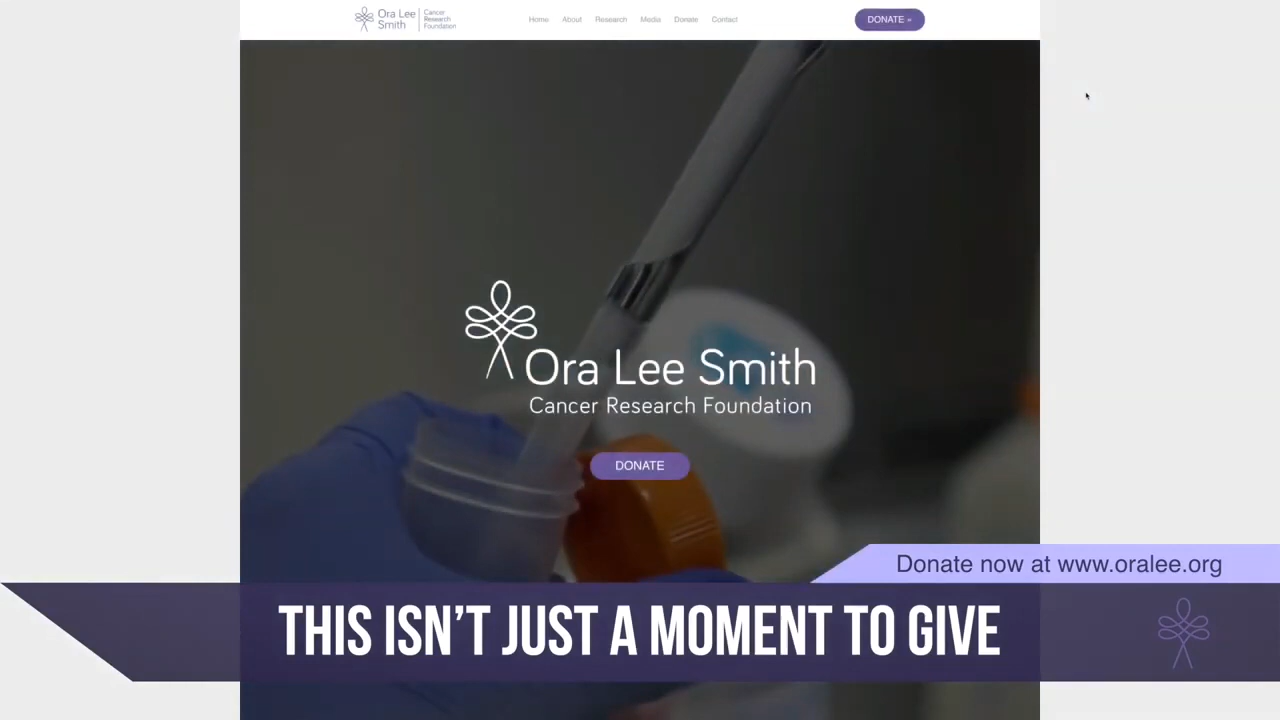 Ora Lee Smith
Cancer Research Foundation
Home About Research Media Donate Contact
DONATE »
Ora Lee Smith
Cancer Research Foundation
DONATE
Donate now at www.oralee.org
THIS ISN'T JUST A MOMENT TO GIVE